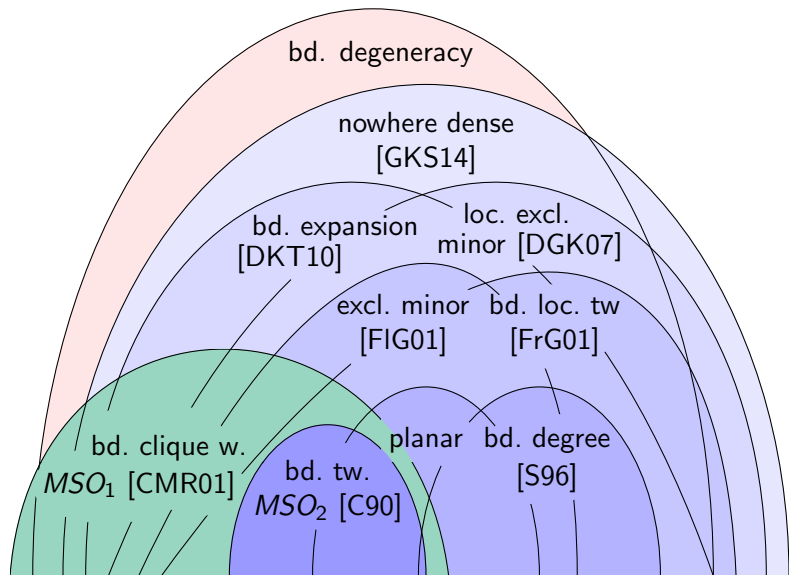 bd. degeneracy
nowhere dense
[GKS14]
bd. expansion
[DKT10]
loc. excl.
minor [DGK07]
excl. minor
[FlG01]
bd. loc. tw
[FrG01]
bd. clique w.
MSO₁ [CMR01]
bd. tw.
MSO₂ [C90]
planar
bd. degree
[S96]